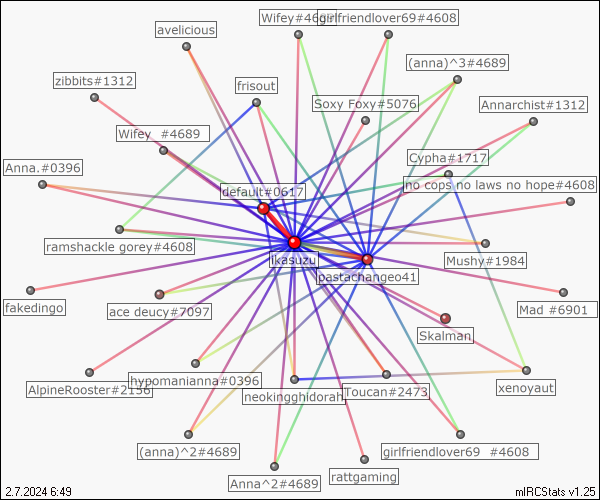 Wifey#4689 girlfriendlover69#4608
avelicious
(anna)^3#4689
zibbits#1312
frisout
Soxy Foxy#5076
Annarchist#1312
Wifey  #4689
Cypha#1717
Anna.#0396
default#0617
no cops no laws no hope#4608
ramshackle gorey#4608
ikasuzu
Mushy#1984
pastachangeo41
fakedingo
ace deucy#7097
Mad #6901
Skalman
AlpineRooster#2156
hypomanianna#0396
neokingghidorah
Toucan#2473
xenoyaut
(anna)^2#4689
girlfriendlover69  #4608
Anna^2#4689
rattgaming
2.7.2024 6:49
mIRCStats v1.25